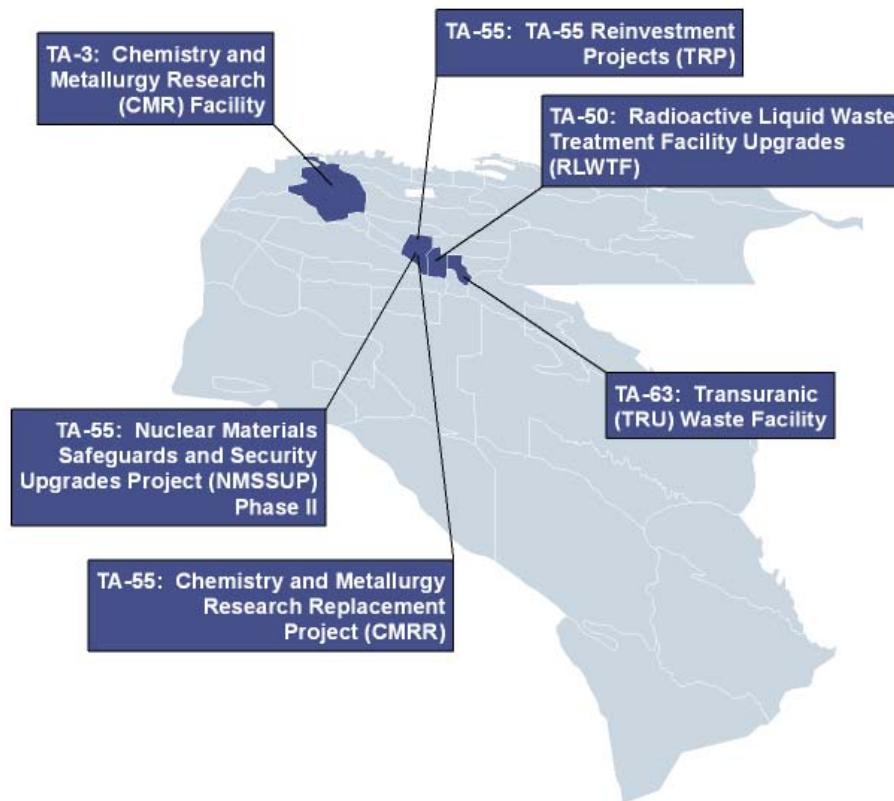 TA-3: Chemistry and
Metallurgy Research
(CMR) Facility
TA-55: TA-55 Reinvestment
Projects (TRP)
TA-50: Radioactive Liquid Waste
Treatment Facility Upgrades
(RLWTF)
TA-63: Transuranic
(TRU) Waste Facility
TA-55: Nuclear Materials
Safeguards and Security
Upgrades Project (NMSSUP)
Phase II
TA-55: Chemistry and Metallurgy
Research Replacement
Project (CMRR)